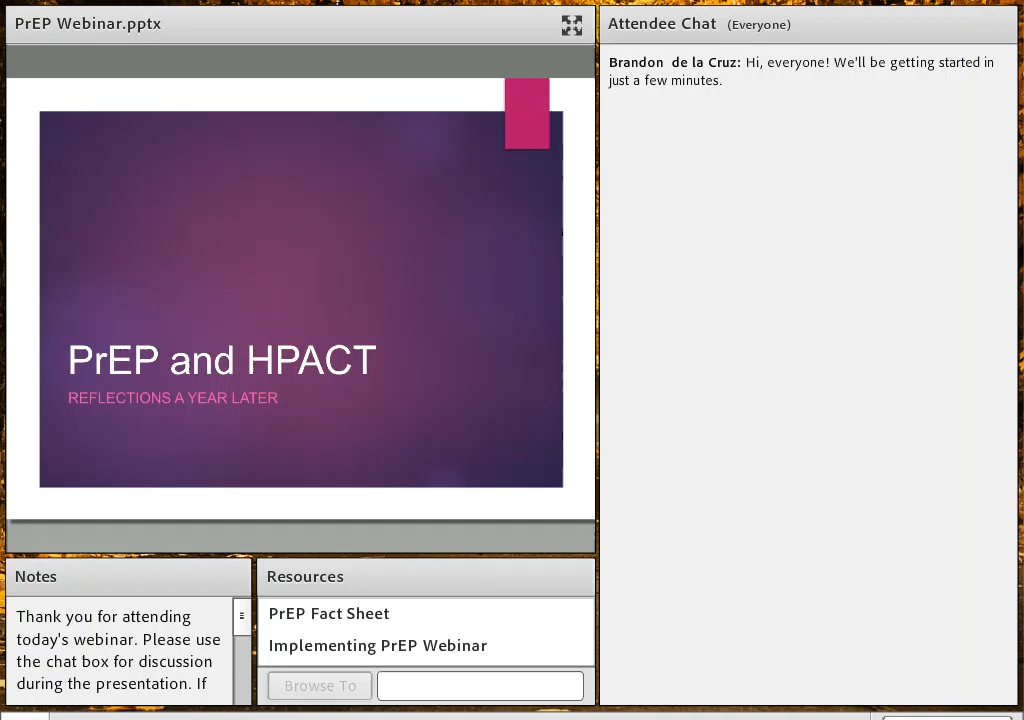 PrEP Webinar.pptx
PrEP and HPACT
REFLECTIONS A YEAR LATER
Notes
Thank you for attending
today's webinar. Please use
the chat box for discussion
during the presentation. If
Resources
PrEP Fact Sheet
Implementing PrEP Webinar
Browse To
Attendee Chat (Everyone)
Brandon de la Cruz: Hi, everyone! We'll be getting started in
just a few minutes.